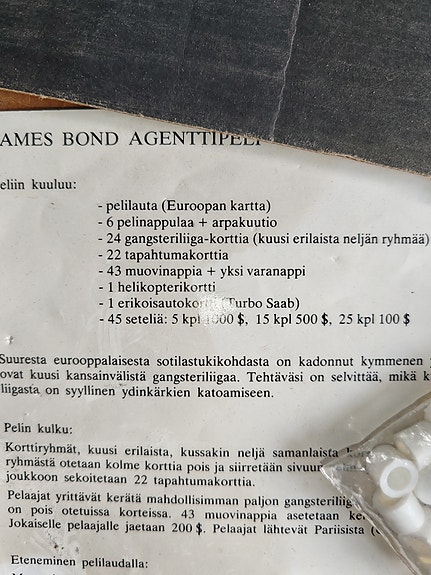 AMES BOND AGENTTIPELI
eliin kuuluu:
- pelilauta (Euroopan kartta)
- 6 pelinappulaa + arpakuutio
- 24 gangsteriliiga-korttia (kuusi erilaista neljän ryhmää)
- 22 tapahtumakorttia
- 43 muovinappia + yksi varanappi
- 1 helikopterikortti
- 1 erikoisautokortti (Turbo Saab)
- 45 seteliä: 5 kpl 1000 $, 15 kpl 500 $, 25 kpl 100 $
Suuresta eurooppalaisesta sotilastukikohdasta on kadonnut kymmenen
ovat kuusi kansainvälistä gangsteriliigaa. Tehtäväsi on selvittää, mikä k
liigasta on syyllinen ydinkärkien katoamiseen.
Pelin kulku:
Korttiryhmät, kuusi erilaista, kussakin neljä samanlaista
ryhmästä otetaan kolme korttia pois ja siirretään sivuun
joukkoon sekoitetaan 22 tapahtumakorttia.
Pelaajat yrittävät kerätä mahdollisimman paljon gangsteriliig
on pois otetuissa korteissa. 43 muovinappia asetetaan
Jokaiselle pelaajalle jaetaan 200 $. Pelaajat lähtevät Pariisista
Eteneminen pelilaudalla: